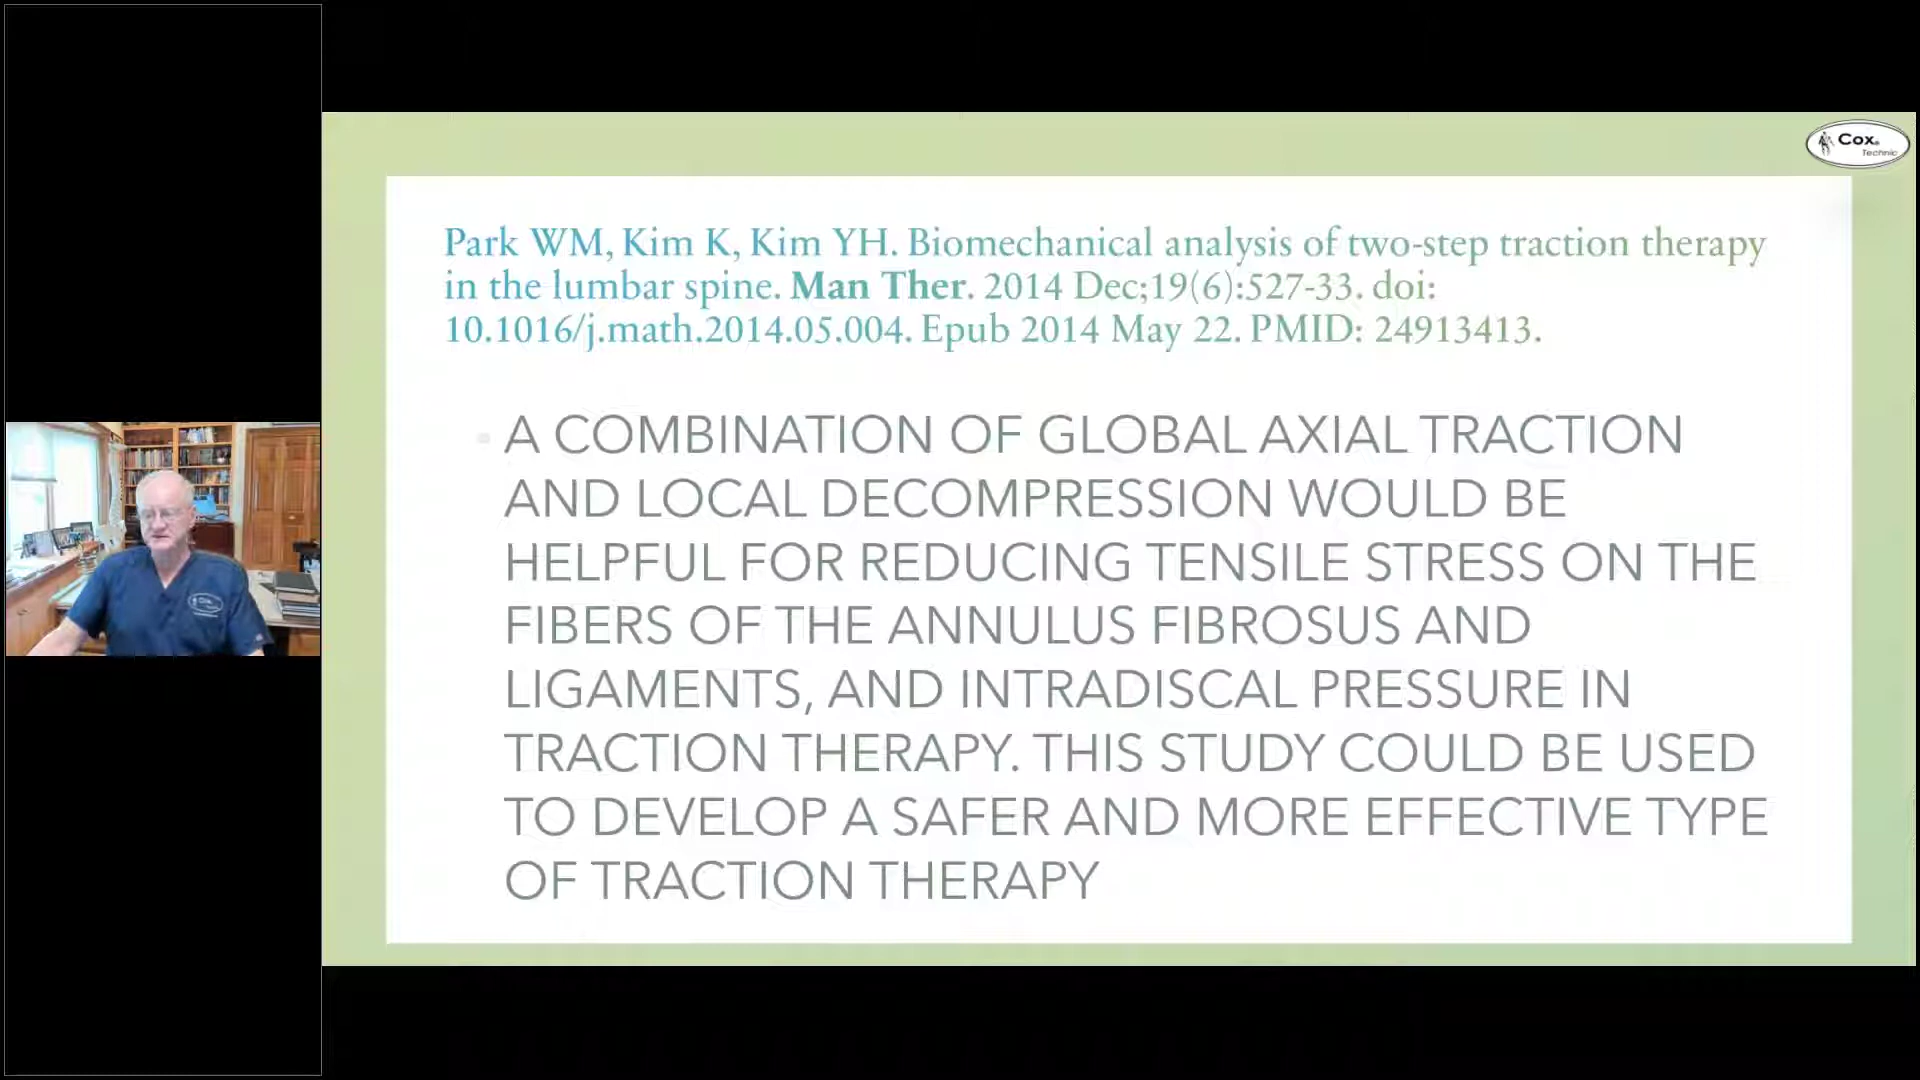 Cox®
Technic
Park WM, Kim K, Kim YH. Biomechanical analysis of two-step traction therapy
in the lumbar spine. Man Ther. 2014 Dec;19(6):527-33. doi:
10.1016/j.math.2014.05.004. Epub 2014 May 22. PMID: 24913413.
A COMBINATION OF GLOBAL AXIAL TRACTION
AND LOCAL DECOMPRESSION WOULD BE
HELPFUL FOR REDUCING TENSILE STRESS ON THE
FIBERS OF THE ANNULUS FIBROSUS AND
LIGAMENTS, AND INTRADISCAL PRESSURE IN
TRACTION THERAPY. THIS STUDY COULD BE USED
TO DEVELOP A SAFER AND MORE EFFECTIVE TYPE
OF TRACTION THERAPY
Cox